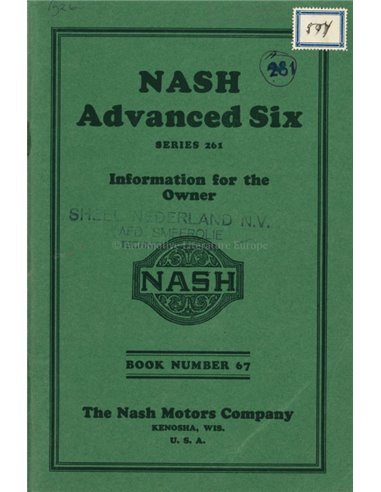 1926
594
261
NASH
Advanced Six
SERIES 261
Information for the
Owner
SHELL NEDERLAND N.V.
AFD. SMEEROLIE
© Automotive Literature Europe
NASH
BOOK NUMBER 67
The Nash Motors Company
KENOSHA, WIS.
U. S. A.